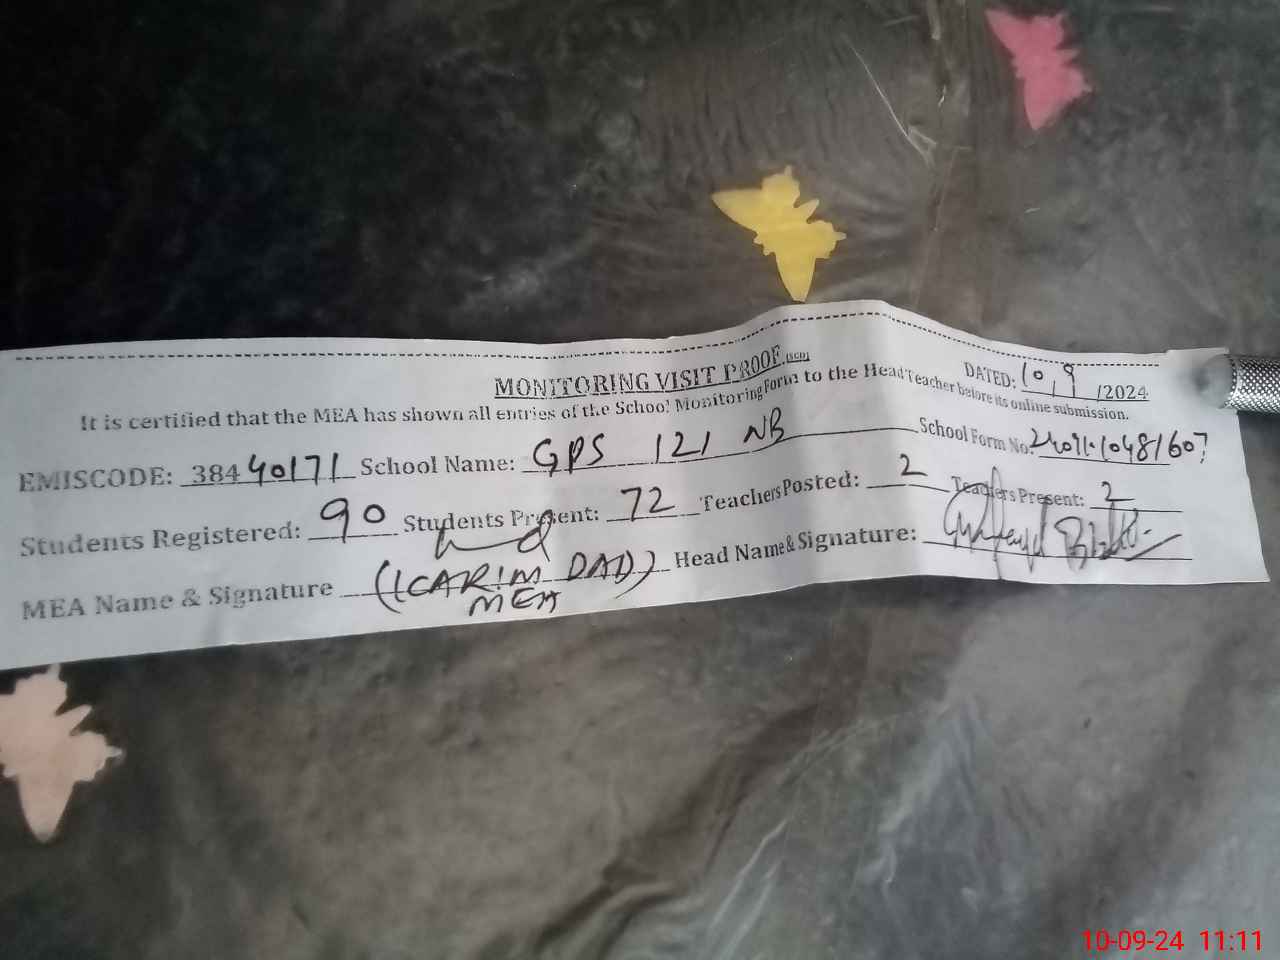 MONITORING VISIT PROOF (SCD)
DATED: 10, 9 /2024
It is certified that the MEA has shown all entries of the School Monitoring Form to the Head Teacher before its online submission.
EMISCODE: 38440171 School Name: GPS 121 NB School Form No:
Students Registered: 90 Students Present: 72 Teachers Posted: 2 Teachers Present: 2
MEA Name & Signature (KARIM DAD) Head Name & Signature:
MEA
10-09-24 11:11